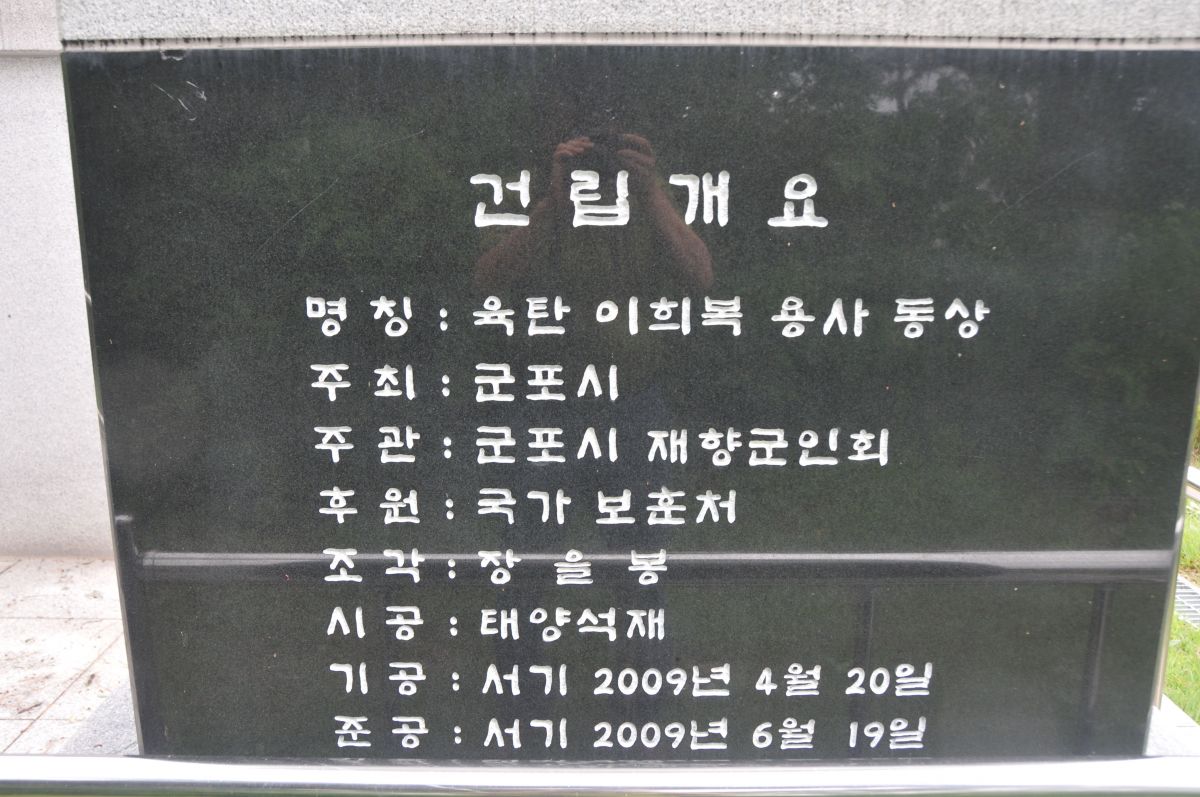 건립개요
명 칭 : 육탄 이희복 용사 동상
주 최 : 군포시
주 관 : 군포시 재향군인회
후 원 : 국가 보훈처
조 각 : 장 을 봉
시 공 : 태양석재
기 공 : 서기 2009년 4월 20일
준 공 : 서기 2009년 6월 19일